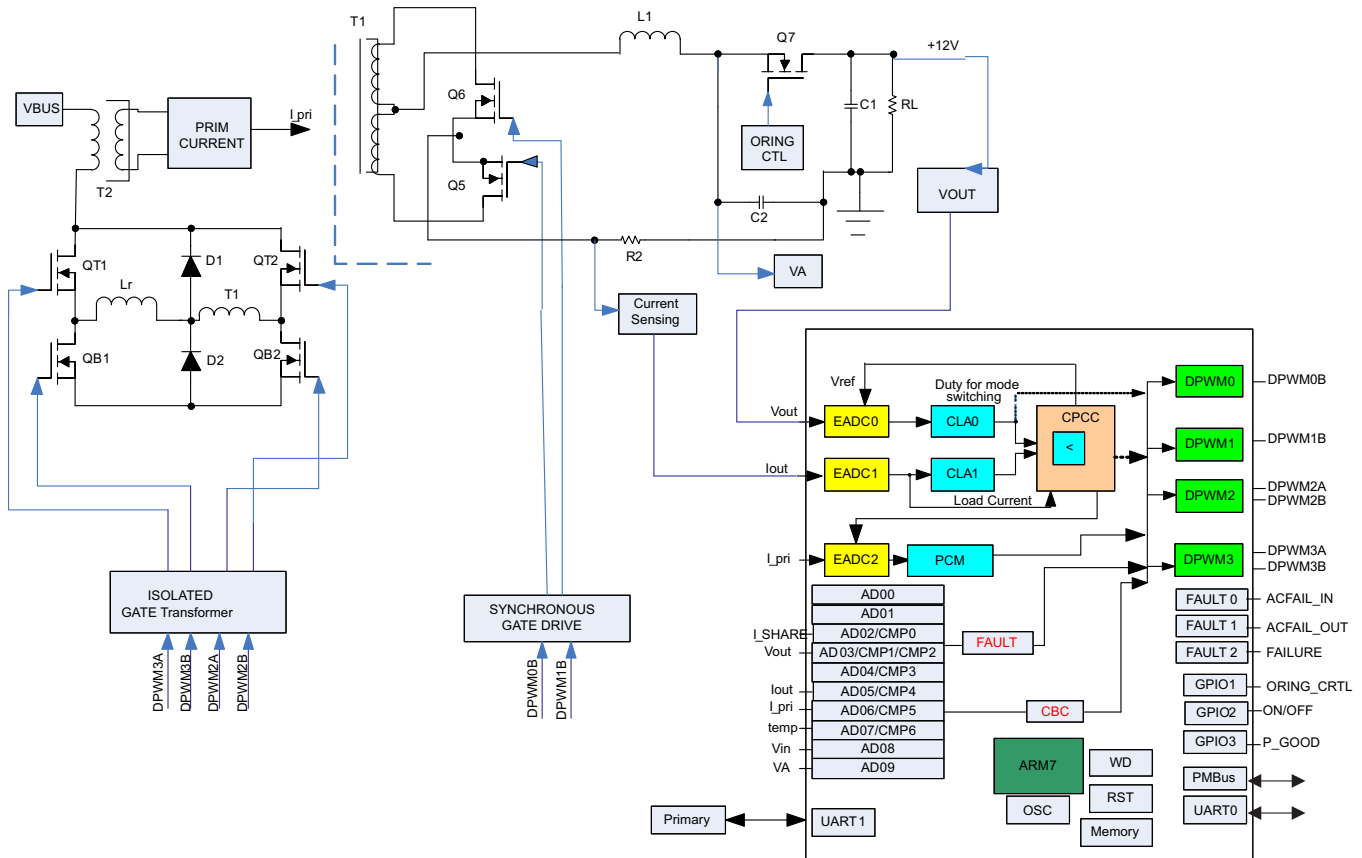 T1
L1
Q7
+12V
VBUS
PRIM
CURRENT
I_pri
T2
Q6
Q5
C1
RL
ORING
CTL
VOUT
C2
R2
VA
Current
Sensing
QT1
D1
QT2
Lr
T1
QB1
D2
QB2
ISOLATED
GATE Transformer
DPWM3A
DPWM3B
DPWM2A
DPWM2B
SYNCHRONOUS
GATE DRIVE
DPWM0B
DPWM1B
Vref
Duty for mode
switching
Vout
EADC0
CLA0
CPCC
<
Iout
EADC1
CLA1
Load Current
I_pri
EADC2
PCM
DPWM0
DPWM0B
DPWM1
DPWM1B
DPWM2
DPWM2A
DPWM2B
DPWM3
DPWM3A
DPWM3B
AD00
AD01
I_SHARE
AD02/CMP0
Vout
AD03/CMP1/CMP2
AD04/CMP3
Iout
AD05/CMP4
I_pri
AD06/CMP5
temp
AD07/CMP6
Vin
AD08
VA
AD09
FAULT
CBC
FAULT 0
ACFAIL_IN
FAULT 1
ACFAIL_OUT
FAULT 2
FAILURE
GPIO1
ORING_CRTL
GPIO2
ON/OFF
GPIO3
P_GOOD
ARM7
WD
OSC
RST
Memory
PMBus
UART0
Primary
UART1